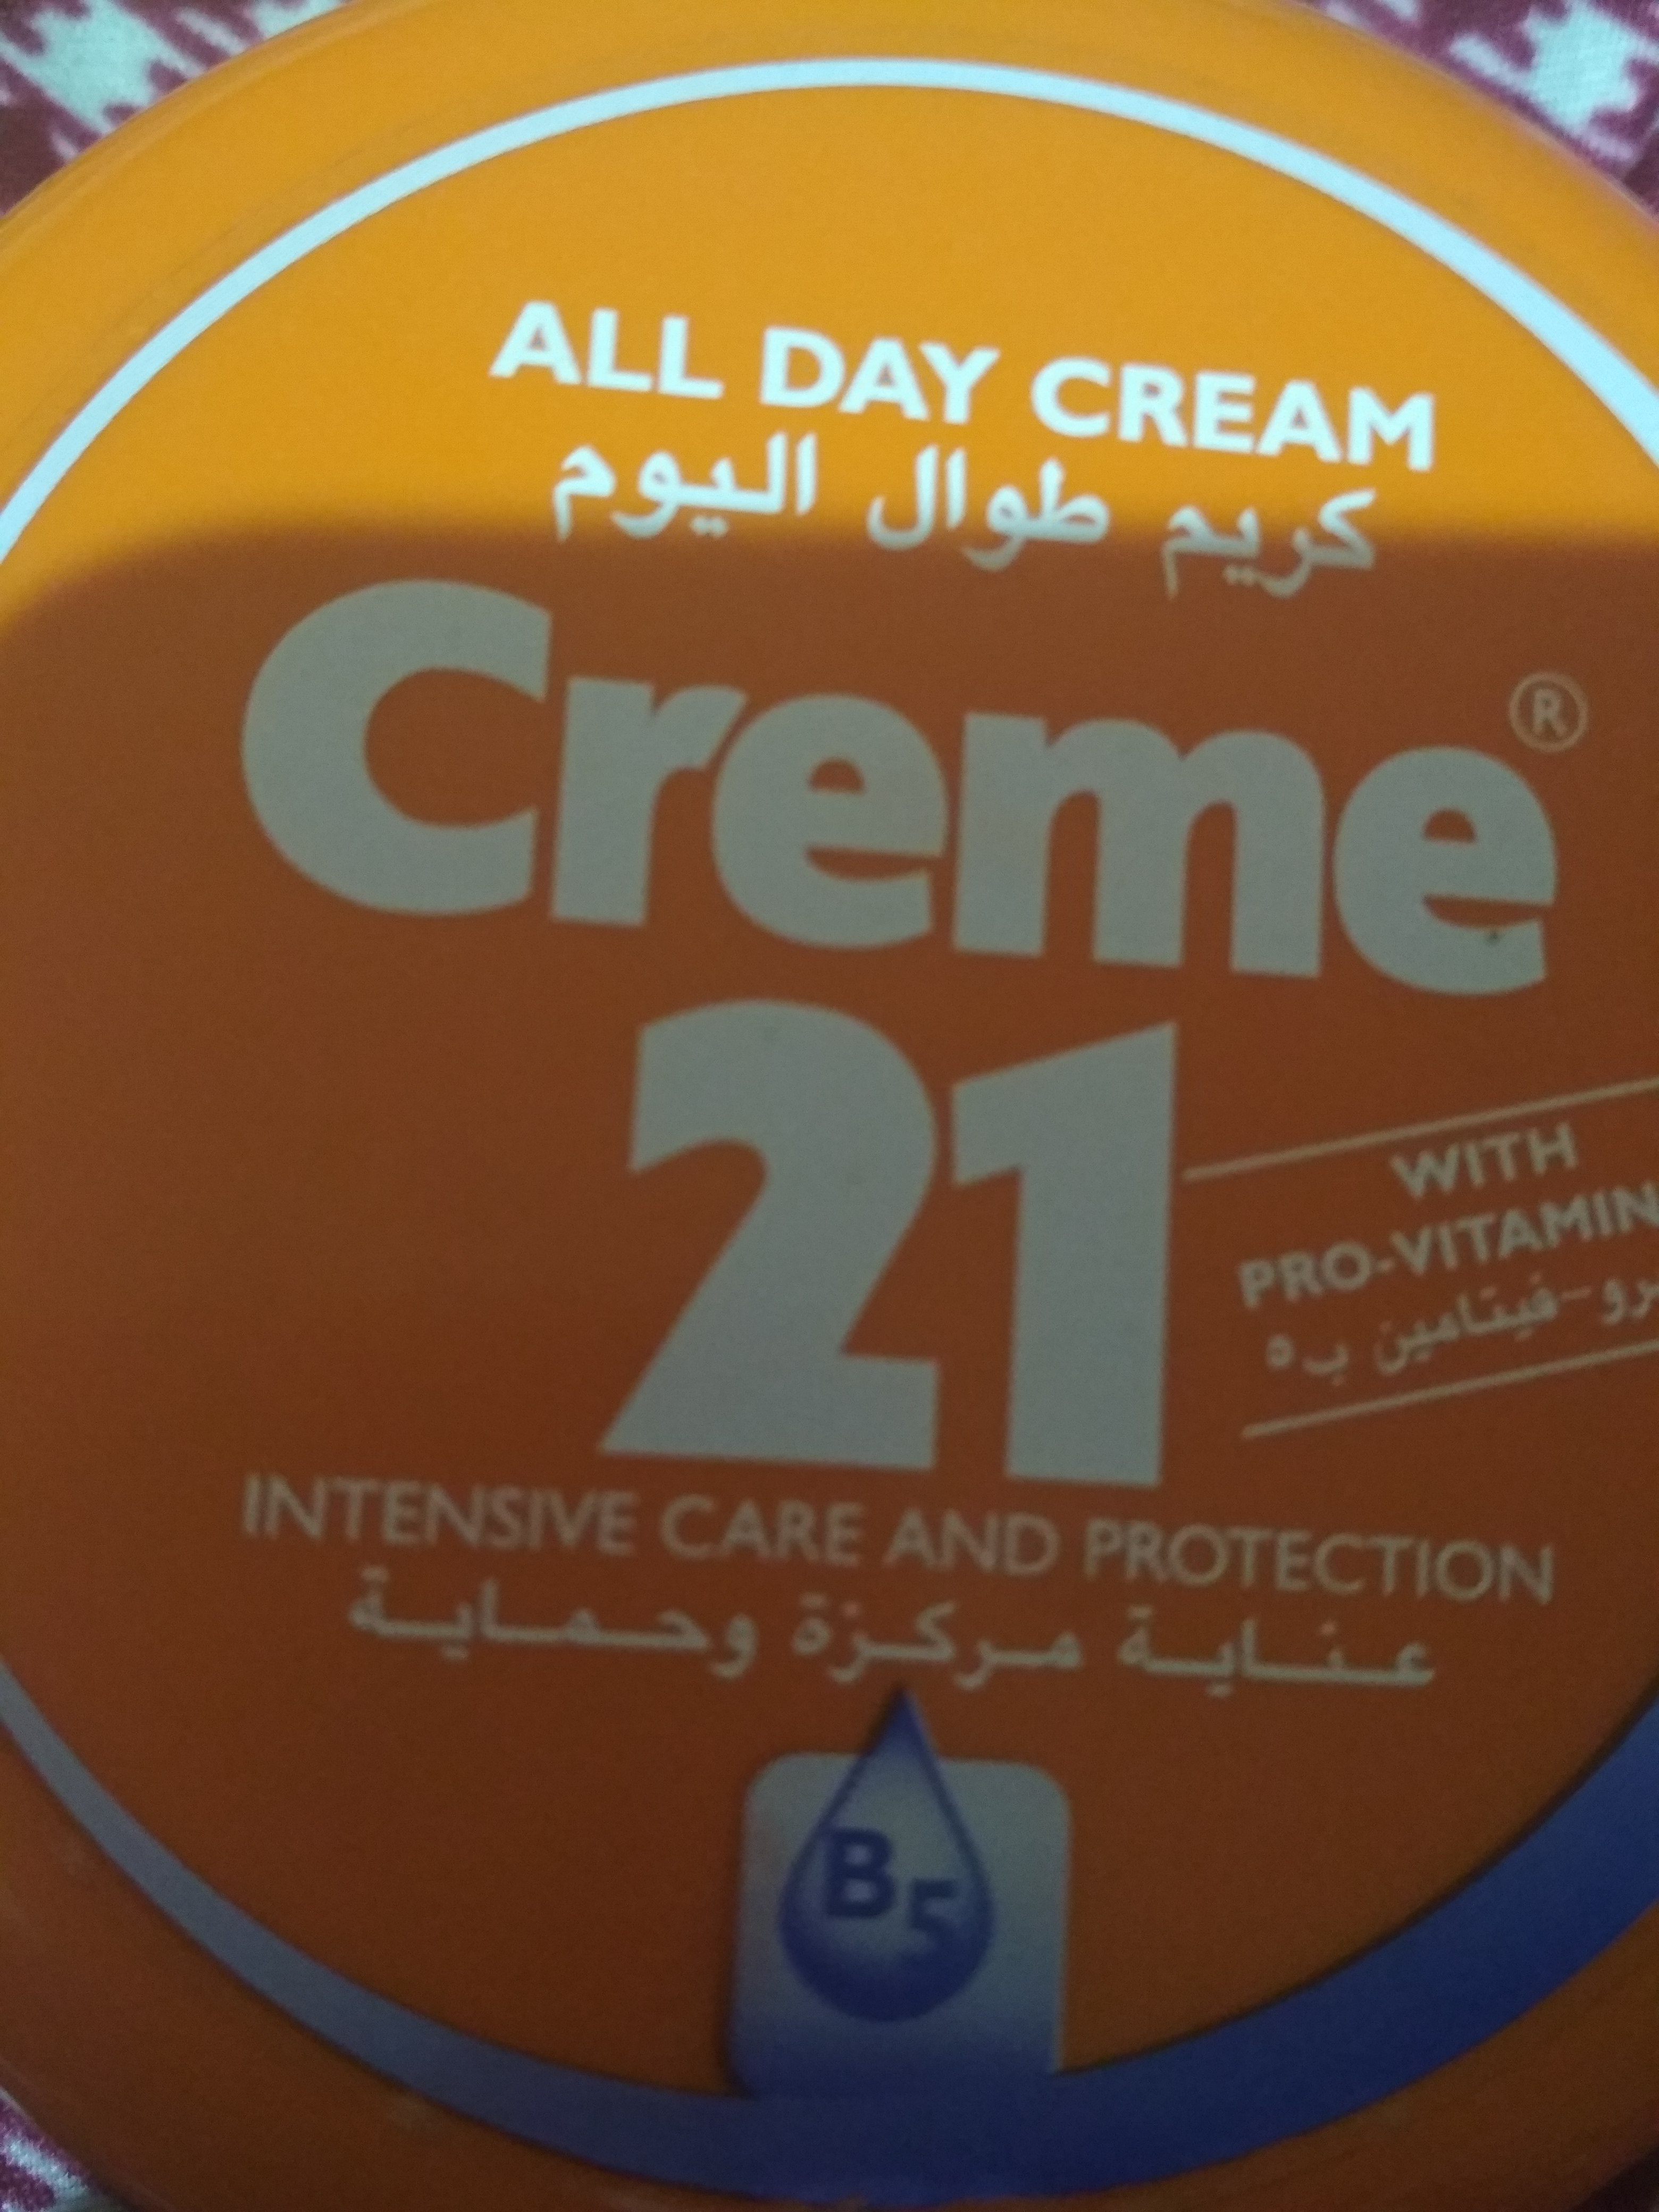 ALL DAY CREAM
كريم طوال اليوم
Creme®
21
WITH
PRO-VITAMIN
فيتامين ب٥
INTENSIVE CARE AND PROTECTION
عناية مركزة وحماية
B5